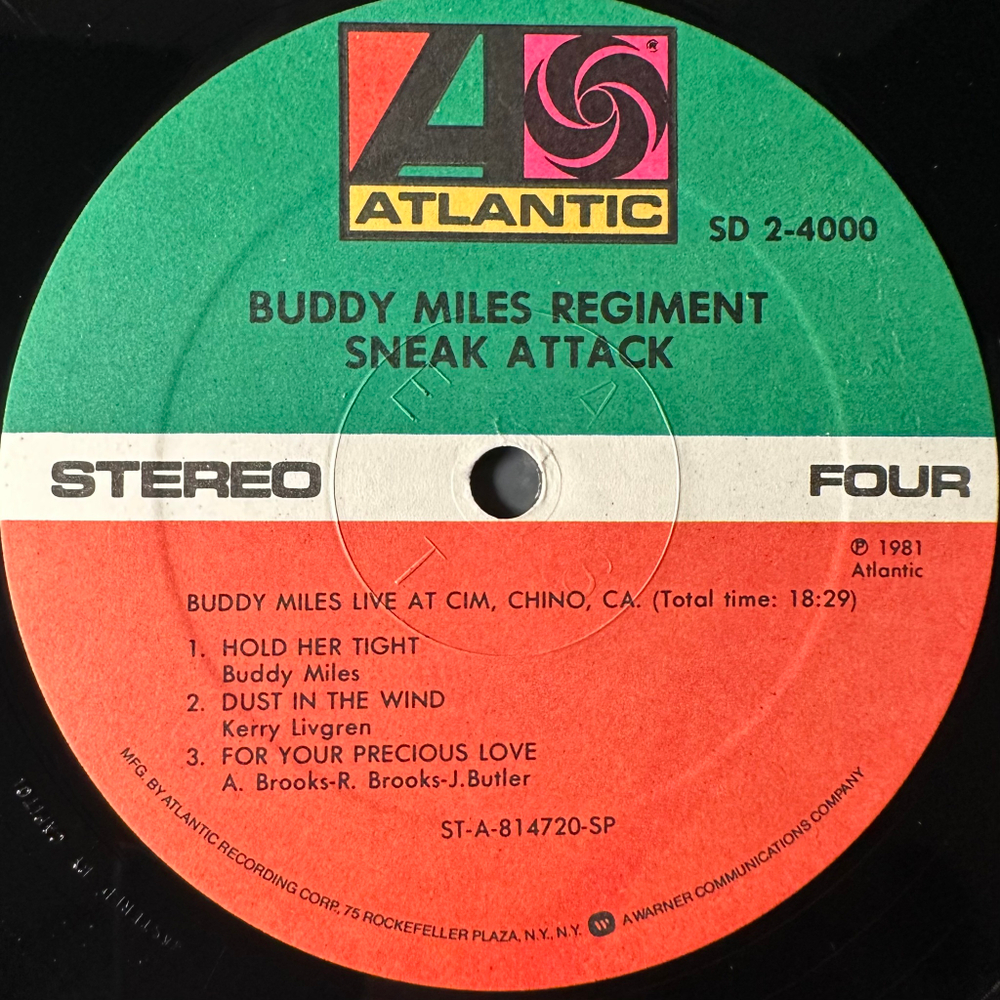 ATLANTIC
®
SD 2-4000
BUDDY MILES REGIMENT
SNEAK ATTACK
STEREO
FOUR
℗ 1981
Atlantic
BUDDY MILES LIVE AT CIM, CHINO, CA. (Total time: 18:29)
1. HOLD HER TIGHT
Buddy Miles
2. DUST IN THE WIND
Kerry Livgren
3. FOR YOUR PRECIOUS LOVE
A. Brooks-R. Brooks-J.Butler
ST-A-814720-SP
MFG. BY ATLANTIC RECORDING CORP., 75 ROCKEFELLER PLAZA, N.Y., N.Y. A WARNER COMMUNICATIONS COMPANY